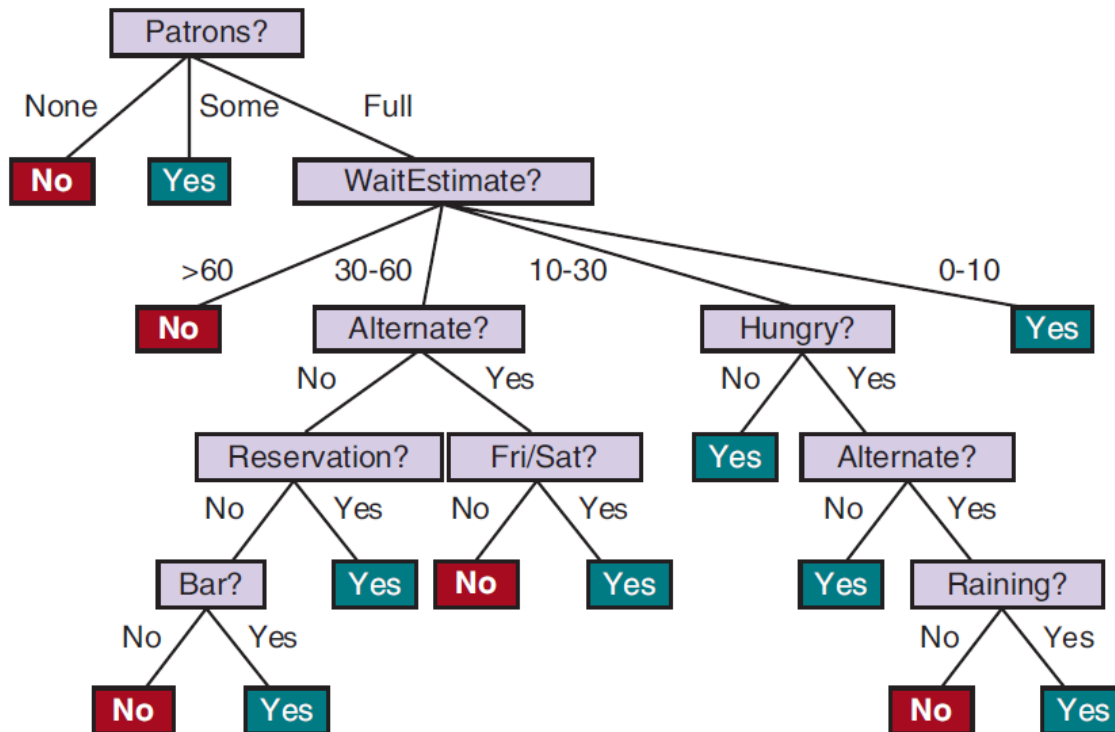 Patrons?
None Some Full
No Yes WaitEstimate?
>60 30-60 10-30 0-10
No Alternate? Hungry? Yes
No Yes No Yes
Reservation? Fri/Sat? Yes Alternate?
No Yes No Yes No Yes
Bar? Yes No Yes Yes Raining?
No Yes No Yes
No Yes No Yes